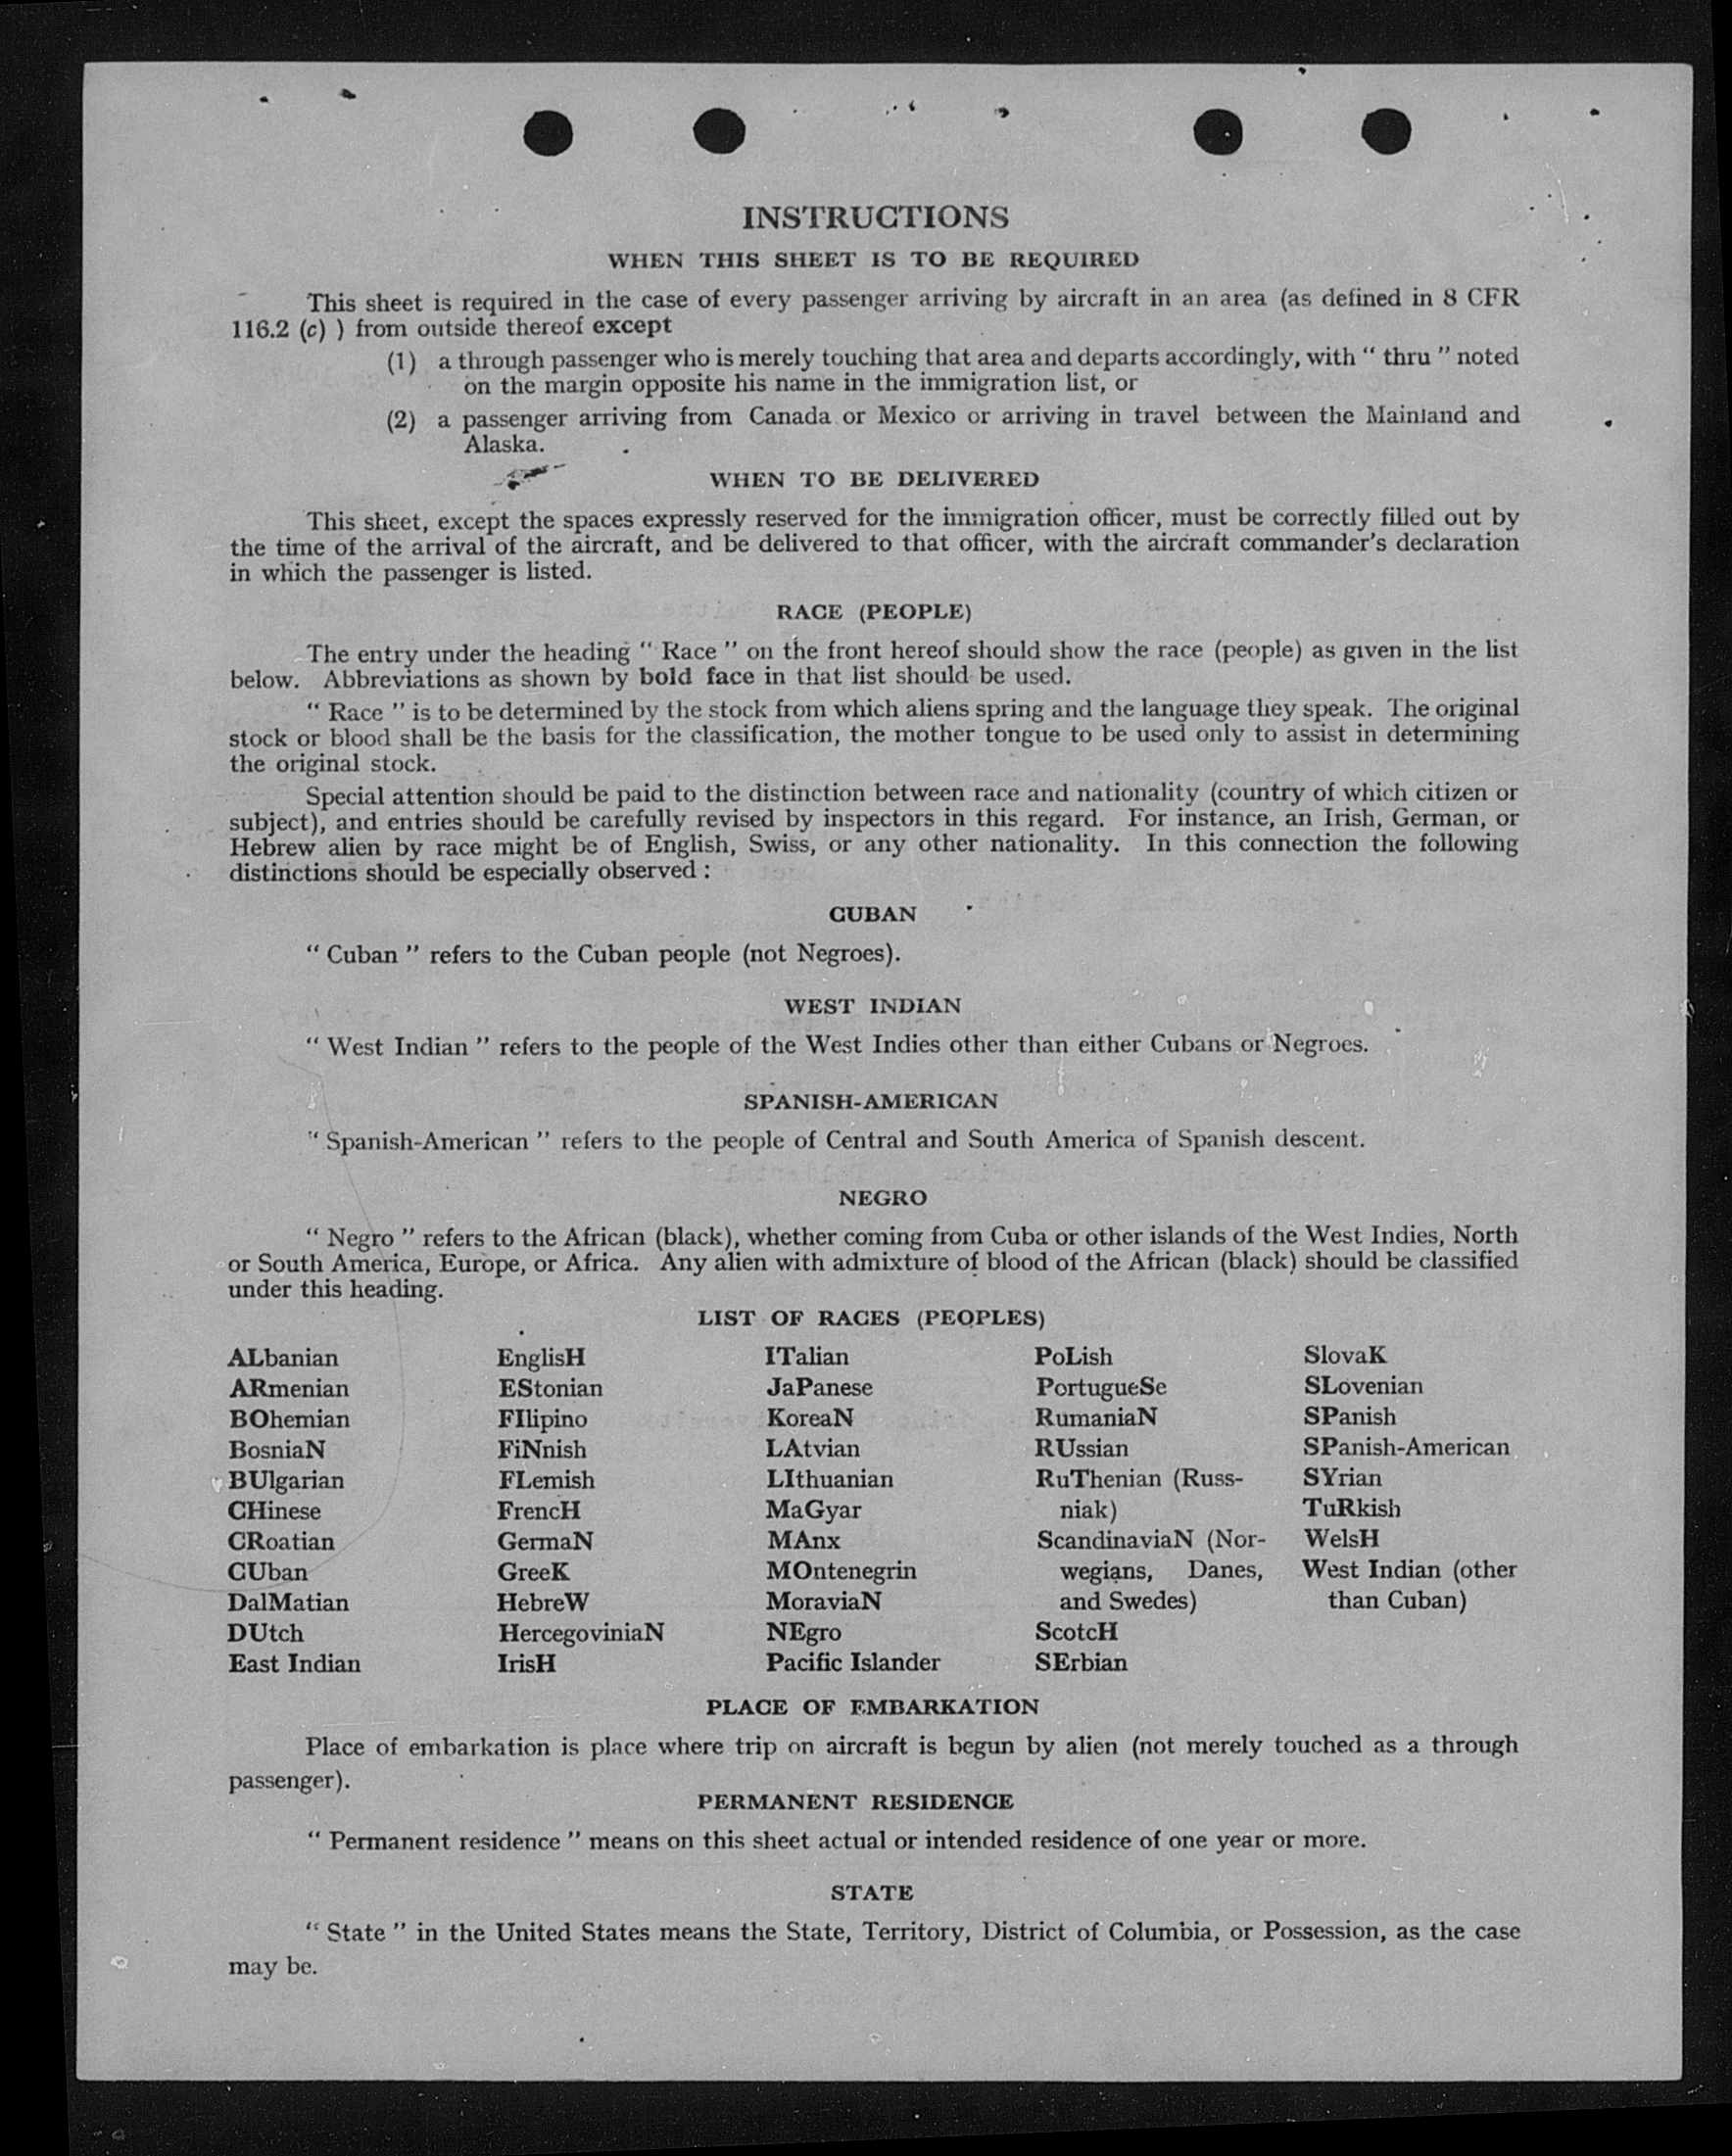 INSTRUCTIONS
WHEN THIS SHEET IS TO BE REQUIRED
This sheet is required in the case of every passenger arriving by aircraft in an area (as defined in 8 CFR
116.2 (c) ) from outside thereof except
(1) a through passenger who is merely touching that area and departs accordingly, with “ thru ” noted
on the margin opposite his name in the immigration list, or
(2) a passenger arriving from Canada or Mexico or arriving in travel between the Mainland and
Alaska.
WHEN TO BE DELIVERED
This sheet, except the spaces expressly reserved for the immigration officer, must be correctly filled out by
the time of the arrival of the aircraft, and be delivered to that officer, with the aircraft commander's declaration
in which the passenger is listed.
RACE (PEOPLE)
The entry under the heading “ Race ” on the front hereof should show the race (people) as given in the list
below. Abbreviations as shown by bold face in that list should be used.
“ Race ” is to be determined by the stock from which aliens spring and the language they speak. The original
stock or blood shall be the basis for the classification, the mother tongue to be used only to assist in determining
the original stock.
Special attention should be paid to the distinction between race and nationality (country of which citizen or
subject), and entries should be carefully revised by inspectors in this regard. For instance, an Irish, German, or
Hebrew alien by race might be of English, Swiss, or any other nationality. In this connection the following
distinctions should be especially observed :
CUBAN
“ Cuban ” refers to the Cuban people (not Negroes).
WEST INDIAN
“ West Indian ” refers to the people of the West Indies other than either Cubans or Negroes.
SPANISH-AMERICAN
“ Spanish-American ” refers to the people of Central and South America of Spanish descent.
NEGRO
“ Negro ” refers to the African (black), whether coming from Cuba or other islands of the West Indies, North
or South America, Europe, or Africa. Any alien with admixture of blood of the African (black) should be classified
under this heading.
LIST OF RACES (PEOPLES)
ALbanian
ARmenian
BOhemian
BosniaN
BUlgarian
CHinese
CRoatian
CUban
DalMatian
DUtch
East Indian
EnglisH
EStonian
FIlipino
FiNnish
FLemish
FrencH
GermaN
GreeK
HebreW
HercegoviniaN
IrisH
ITalian
JaPanese
KoreaN
LAtvian
LIthuanian
MaGyar
MAnx
MOntenegrin
MoraviaN
NEgro
Pacific Islander
PoLish
PortugueSe
RumaniaN
RUssian
RuThenian (Russ-
niak)
ScandinaviaN (Nor-
wegians, Danes,
and Swedes)
ScotcH
SErbian
SlovaK
SLovenian
SPanish
SPanish-American
SYrian
TuRkish
WelsH
West Indian (other
than Cuban)
PLACE OF EMBARKATION
Place of embarkation is place where trip on aircraft is begun by alien (not merely touched as a through
passenger).
PERMANENT RESIDENCE
“ Permanent residence ” means on this sheet actual or intended residence of one year or more.
STATE
“ State ” in the United States means the State, Territory, District of Columbia, or Possession, as the case
may be.